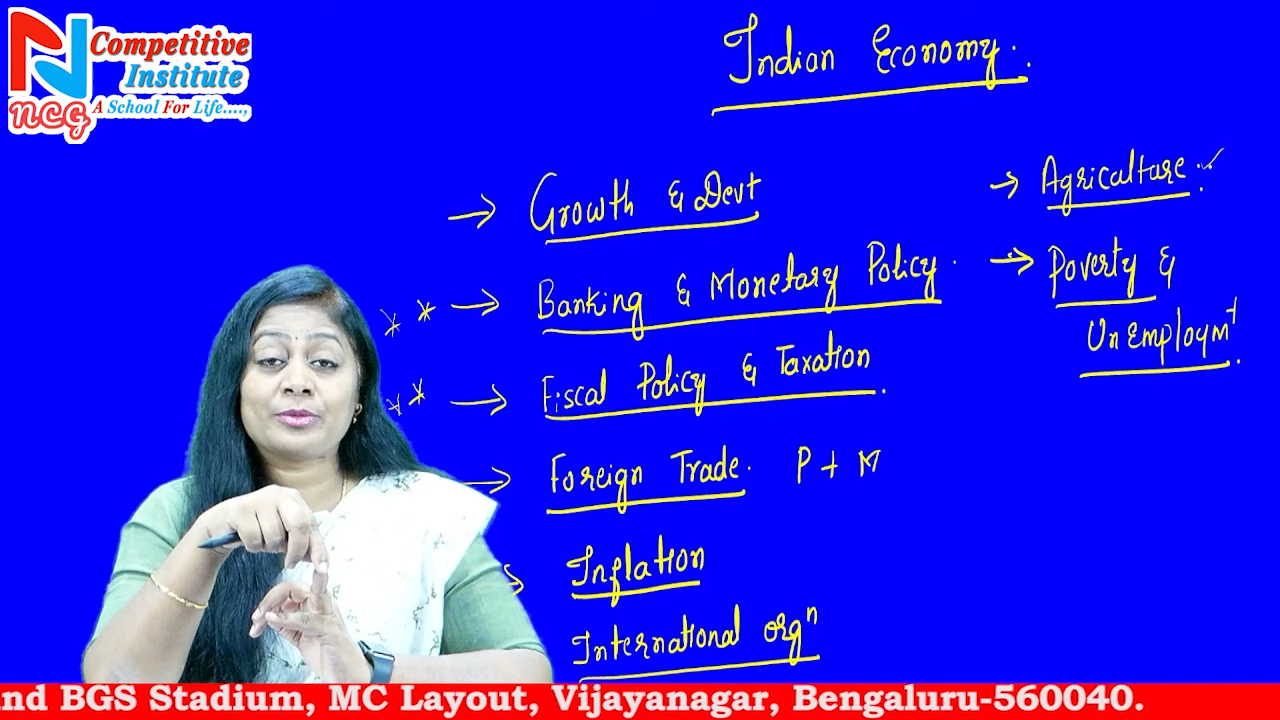 Competitive
Institute
NCG A School For Life....,
Indian Economy.
→ Growth & Devt
** → Banking & Monetary Policy.
** → Fiscal Policy & Taxation.
→ Foreign Trade. P + M
Inflation
International orgⁿ
→ Agriculture. ✓
→ Poverty &
UnEmploymt.
nd BGS Stadium, MC Layout, Vijayanagar, Bengaluru-560040.